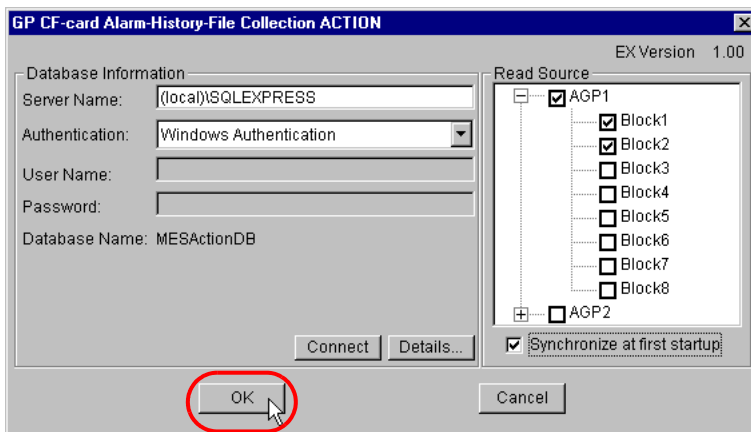 GP CF-card Alarm-History-File Collection ACTION
EX Version 1.00
Database Information
Server Name: (local)\SQLEXPRESS
Authentication: Windows Authentication
User Name:
Password:
Database Name: MESActionDB
Connect
Details...
Read Source
AGP1
Block1
Block2
Block3
Block4
Block5
Block6
Block7
Block8
AGP2
Synchronize at first startup
OK
Cancel